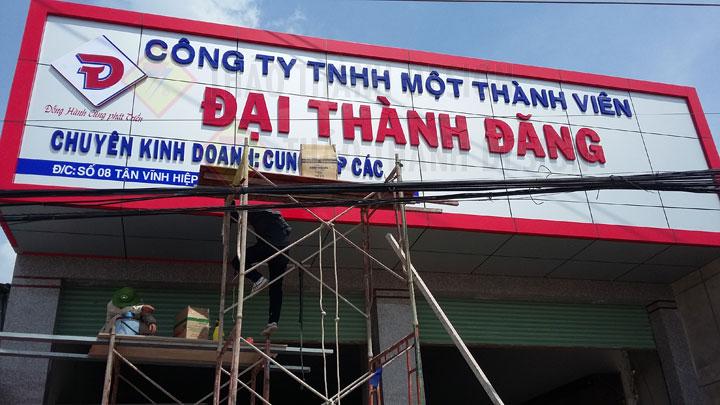 CÔNG TY TNHH MỘT THÀNH VIÊN
Đồng Hành Cùng phát Triển
ĐẠI THÀNH ĐĂNG
CHUYÊN KINH DOANH; CUNG CÁC
Đ/C: SỐ 08 TÂN VĨNH HIỆP